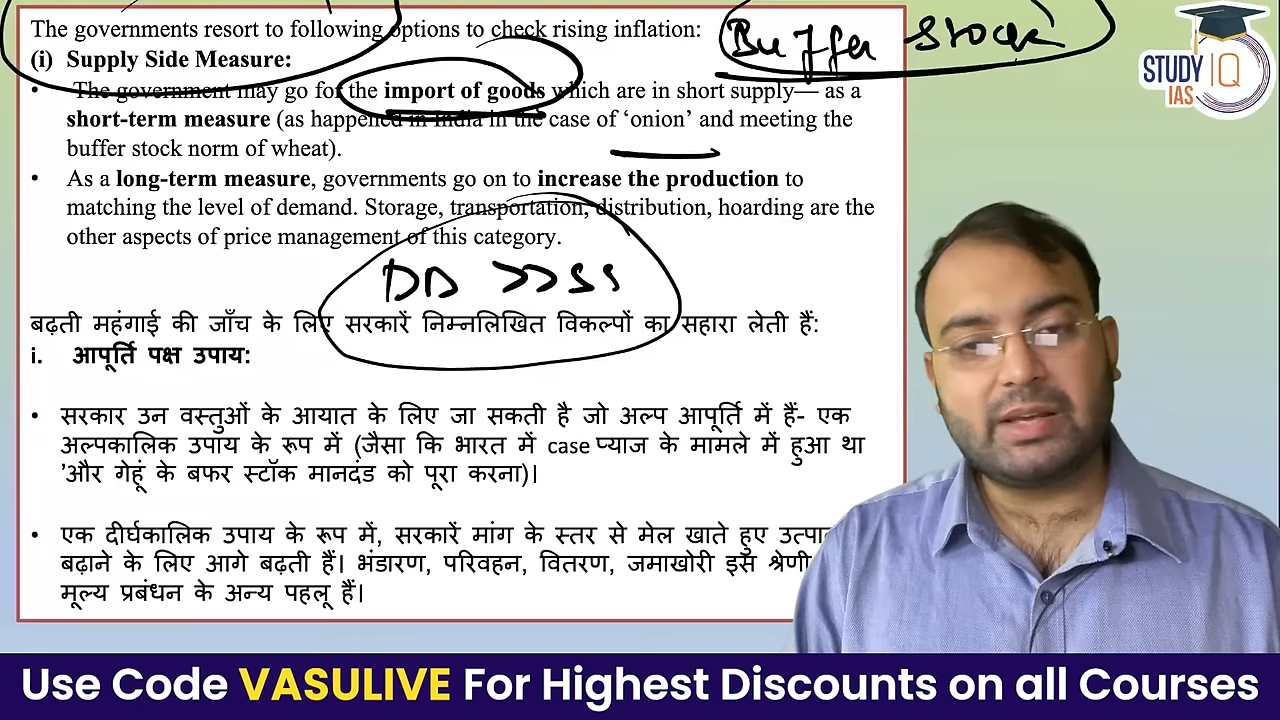 The governments resort to following options to check rising inflation:
Buffer stock
(i) Supply Side Measure:
• The government may go for the import of goods which are in short supply— as a
short-term measure (as happened in India in the case of ‘onion’ and meeting the
buffer stock norm of wheat).
• As a long-term measure, governments go on to increase the production to
matching the level of demand. Storage, transportation, distribution, hoarding are the
other aspects of price management of this category.
DD >> SS
बढ़ती महंगाई की जाँच के लिए सरकारें निम्नलिखित विकल्पों का सहारा लेती हैं:
i. आपूर्ति पक्ष उपाय:
• सरकार उन वस्तुओं के आयात के लिए जा सकती है जो अल्प आपूर्ति में हैं- एक
अल्पकालिक उपाय के रूप में (जैसा कि भारत में case प्याज के मामले में हुआ था
’और गेहूं के बफर स्टॉक मानदंड को पूरा करना)।
• एक दीर्घकालिक उपाय के रूप में, सरकारें मांग के स्तर से मेल खाते हुए
बढ़ाने के लिए आगे बढ़ती हैं। भंडारण, परिवहन, वितरण, जमाखोरी इस श्रेणी
मूल्य प्रबंधन के अन्य पहलू हैं।
STUDY IQ
IAS
Use Code VASULIVE For Highest Discounts on all Courses